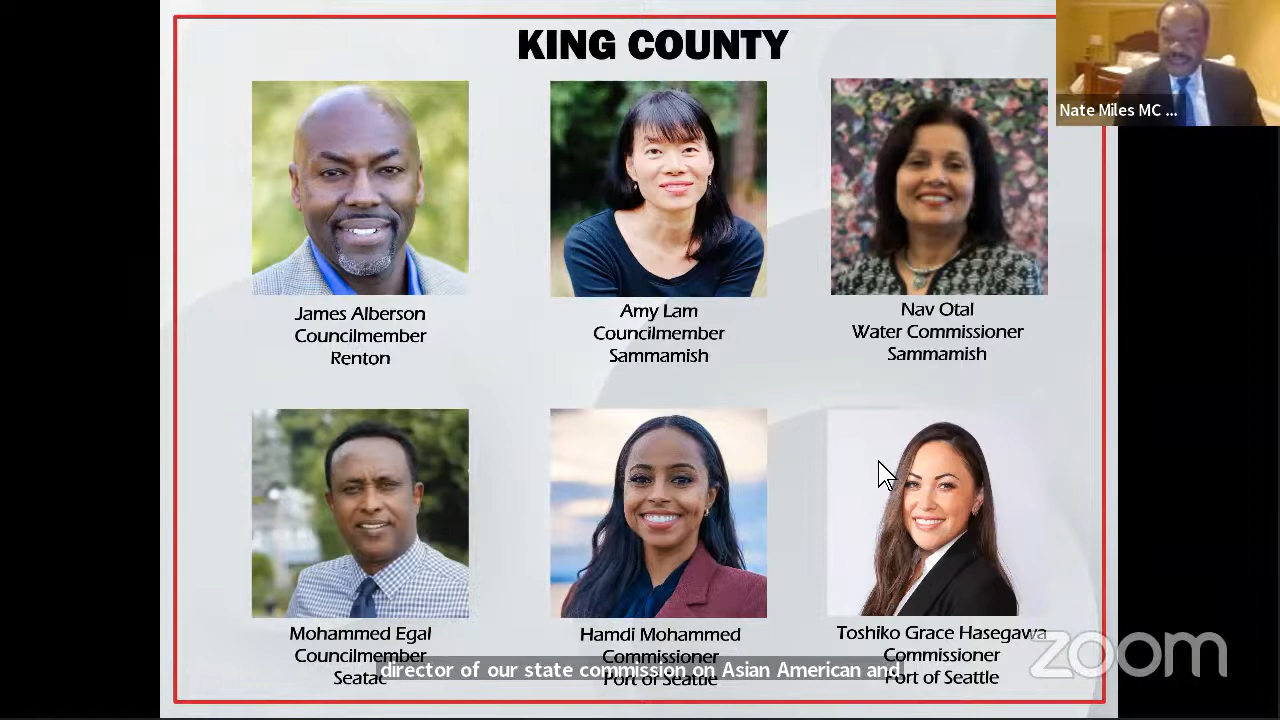 KING COUNTY
Nate Miles MC ...
James Alberson
Councilmember
Renton
Amy Lam
Councilmember
Sammamish
Nav Otal
Water Commissioner
Sammamish
Mohammed Egal
Councilmember
Seatac
Hamdi Mohammed
Commissioner
Port of Seattle
Toshiko Grace Hasegawa
Commissioner
Port of Seattle
director of our state commission on Asian American and
zoom